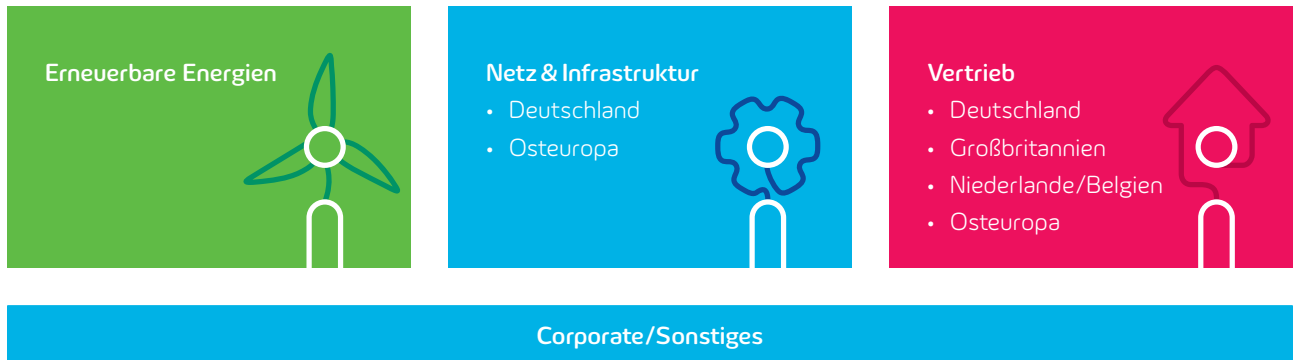 Erneuerbare Energien
Netz & Infrastruktur
• Deutschland
• Osteuropa
Vertrieb
• Deutschland
• Großbritannien
• Niederlande/Belgien
• Osteuropa
Corporate/Sonstiges